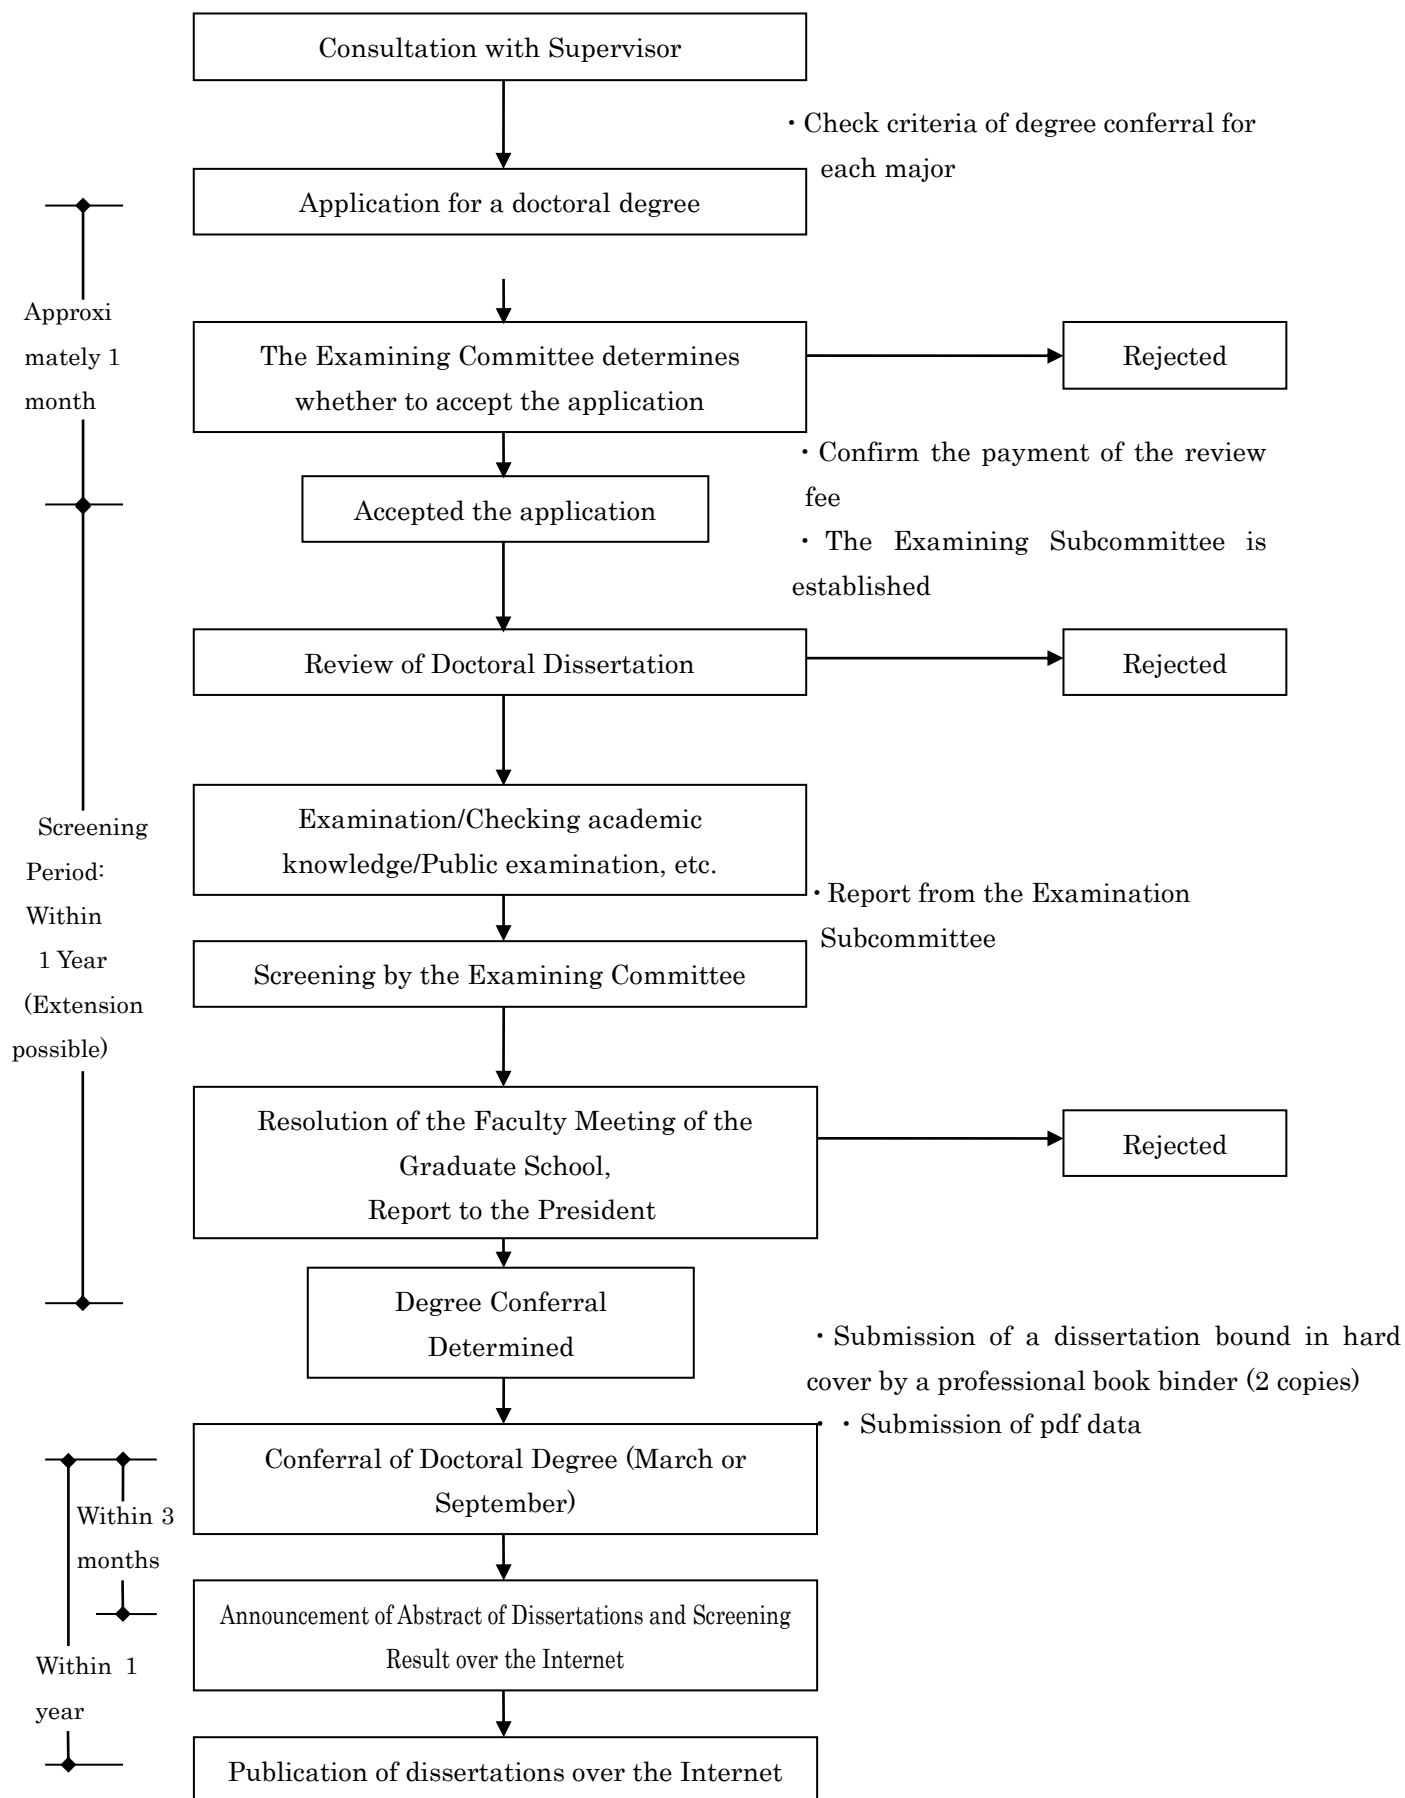 Consultation with Supervisor
・Check criteria of degree conferral for
each major
Application for a doctoral degree
Approxi
mately 1
month
The Examining Committee determines
whether to accept the application
Rejected
・Confirm the payment of the review
fee
・The Examining Subcommittee is
established
Accepted the application
Review of Doctoral Dissertation
Rejected
Screening
Period:
Within
1 Year
(Extension
possible)
Examination/Checking academic
knowledge/Public examination, etc.
・Report from the Examination
Subcommittee
Screening by the Examining Committee
Resolution of the Faculty Meeting of the
Graduate School,
Report to the President
Rejected
Degree Conferral
Determined
・Submission of a dissertation bound in hard
cover by a professional book binder (2 copies)
・・Submission of pdf data
Conferral of Doctoral Degree (March or
September)
Within 3
months
Announcement of Abstract of Dissertations and Screening
Result over the Internet
Within 1
year
Publication of dissertations over the Internet